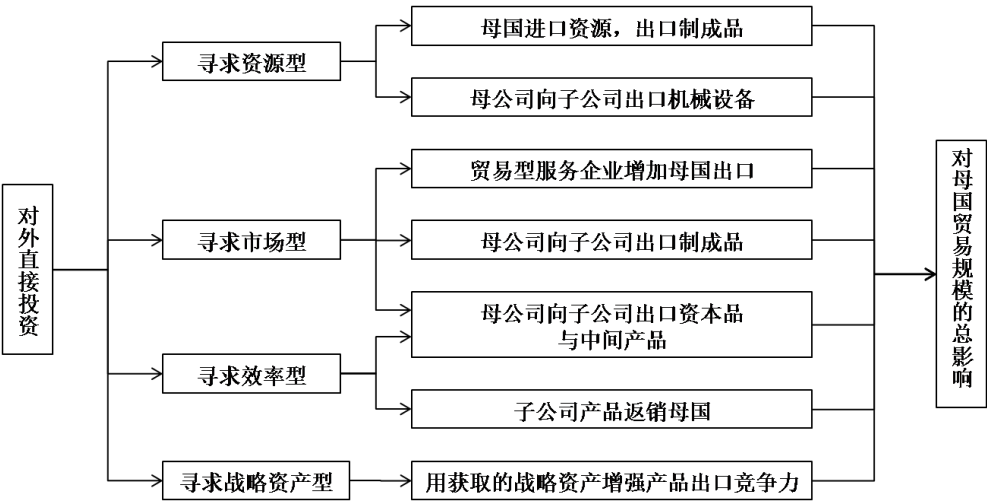 对外直接投资
寻求资源型
寻求市场型
寻求效率型
寻求战略资产型
母国进口资源，出口制成品
母公司向子公司出口机械设备
贸易型服务企业增加母国出口
母公司向子公司出口制成品
母公司向子公司出口资本品
与中间产品
子公司产品返销母国
用获取的战略资产增强产品出口竞争力
对母国贸易规模的总影响